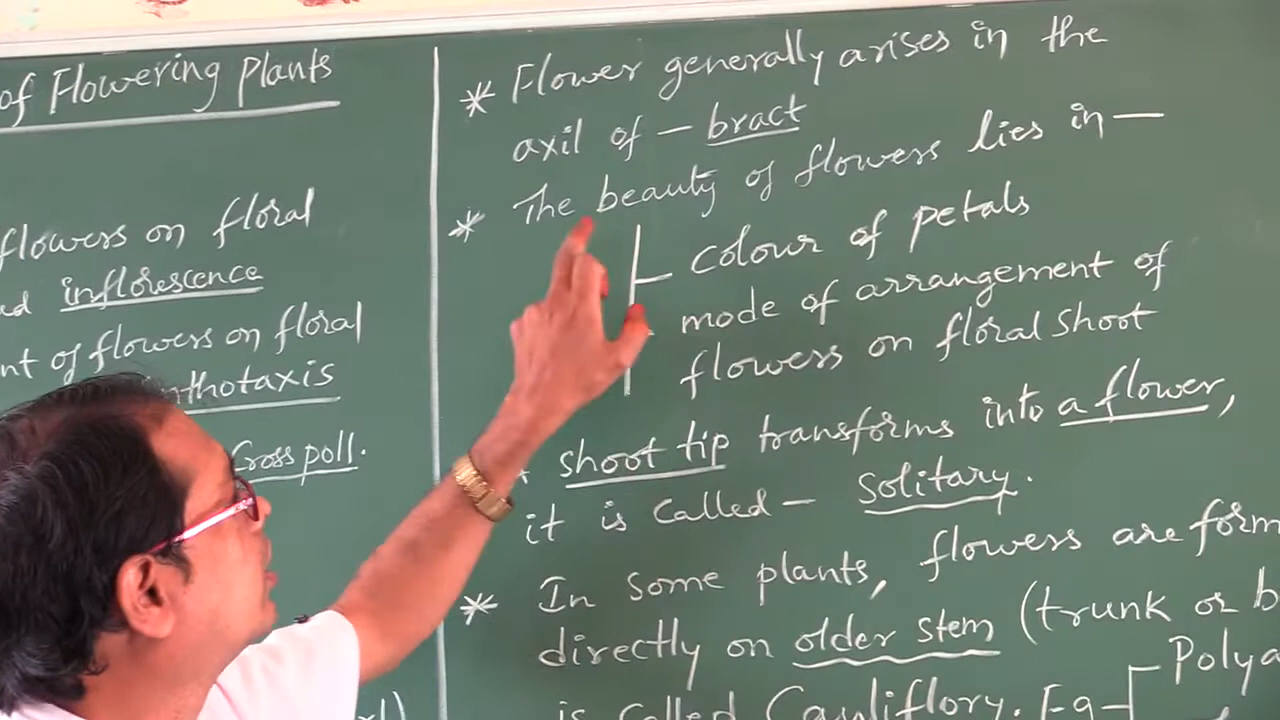 of Flowering Plants
flowers on floral
inflorescence
of flowers on floral
Cross poll.
* Flower generally arises in the
axil of — bract
* The beauty of flowers lies in —
colour of petals
mode of arrangement of
flowers on floral shoot
* shoot tip transforms into a flower,
it is called — Solitary.
* In some plants, flowers are form
directly on older stem (trunk or b
is called Cauliflory. Eg
Polya